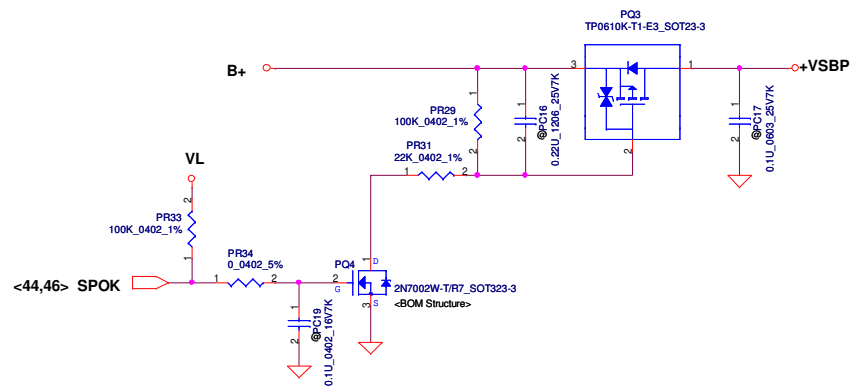 PQ3
TP0610K-T1-E3_SOT23-3
B+
3
1
+VSBP
1
PR29
100K_0402_1%
2
1
2
@PC16
0.22U_1206_25V7K
2
1
2
@PC17
0.1U_0603_25V7K
PR31
22K_0402_1%
1
2
VL
2
PR33
100K_0402_1%
1
PR34
0_0402_5%
<44,46> SPOK
1
2
PQ4
1
D
2
G
3
S
2N7002W-T/R7_SOT323-3
<BOM Structure>
1
2
@PC19
0.1U_0402_16V7K